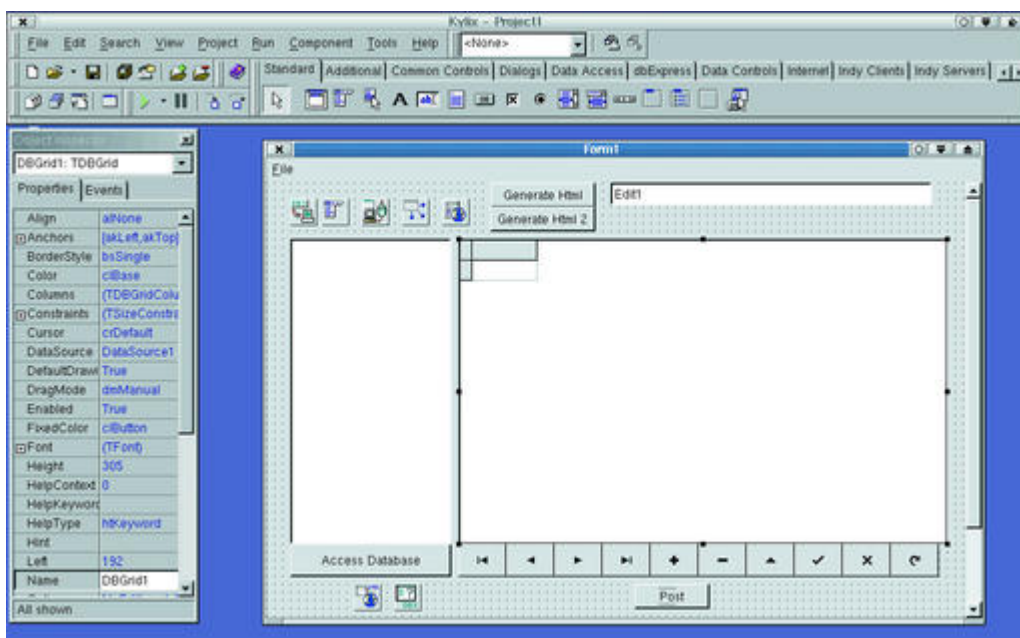 Kylix - Project1
File Edit Search View Project Run Component Tools Help <None>
Standard Additional Common Controls Dialogs Data Access dbExpress Data Controls Internet Indy Clients Indy Servers
DBGrid1: TDBGrid
Properties Events
Align alNone
Anchors [akLeft,akTop]
BorderStyle bsSingle
Color clBase
Columns (TDBGridColu
Constraints (TSizeConstra
Cursor crDefault
DataSource DataSource1
DefaultDraw True
DragMode dmManual
Enabled True
FixedColor clButton
Font (TFont)
Height 305
HelpContext 0
HelpKeyword
HelpType htKeyword
Hint
Left 192
Name DBGrid1
All shown
Form1
File
Generate Html
Edit1
Generate Html 2
Access Database
Post